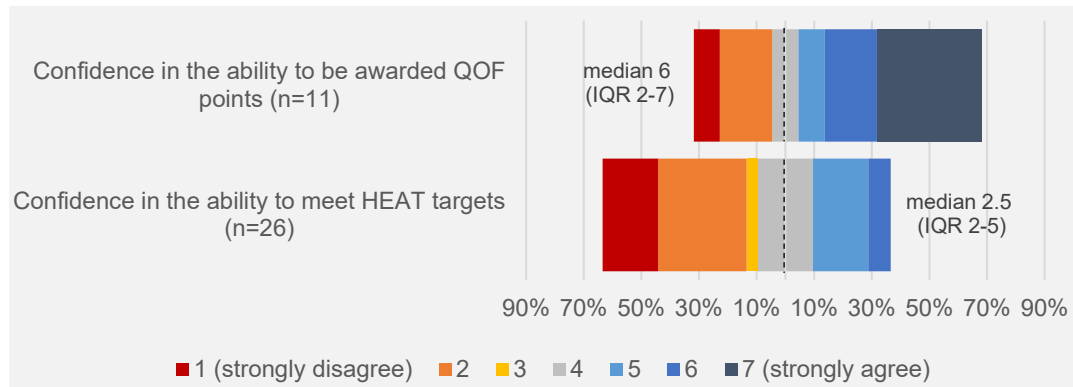 Confidence in the ability to be awarded QOF
points (n=11)
median 6
(IQR 2-7)
Confidence in the ability to meet HEAT targets
(n=26)
median 2.5
(IQR 2-5)
90% 70% 50% 30% 10% 10% 30% 50% 70% 90%
1 (strongly disagree) 2 3 4 5 6 7 (strongly agree)